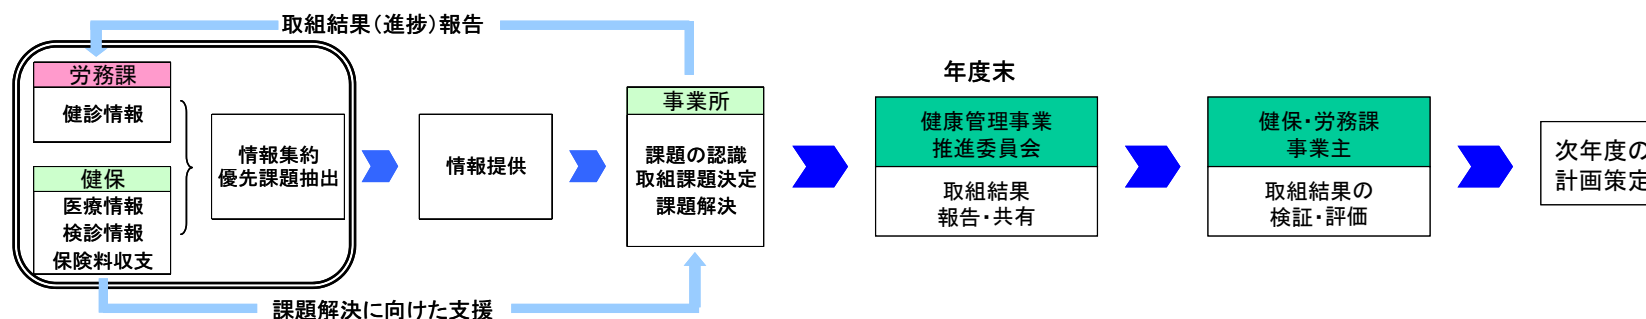 取組結果(進捗)報告
労務課
健診情報
健保
医療情報
検診情報
保険料収支
情報集約
優先課題抽出
情報提供
事業所
課題の認識
取組課題決定
課題解決
課題解決に向けた支援
年度末
健康管理事業
推進委員会
取組結果
報告・共有
健保・労務課
事業主
取組結果の
検証・評価
次年度の
計画策定